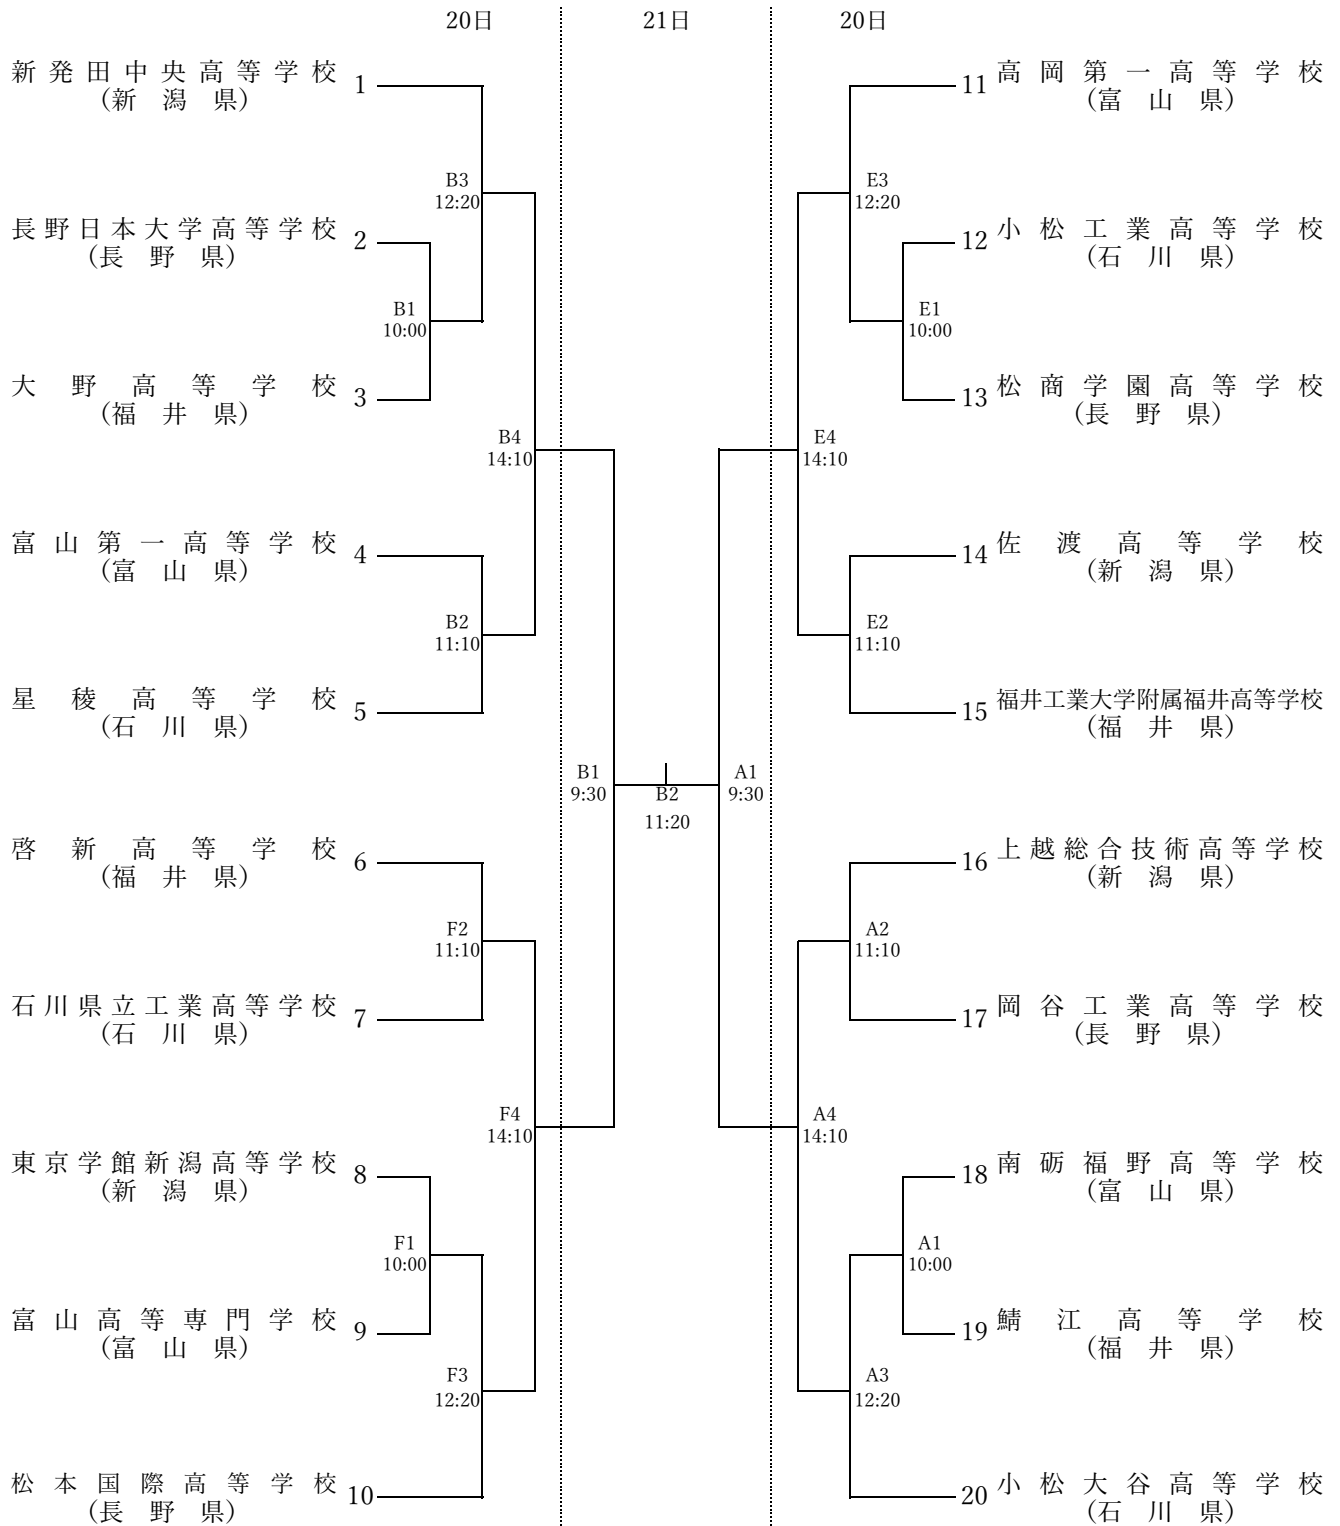 20日
21日
20日
新発田中央高等学校 1
(新潟県)
B3
12:20
長野日本大学高等学校 2
(長野県)
B1
10:00
大野高等学校 3
(福井県)
B4
14:10
富山第一高等学校 4
(富山県)
B2
11:10
星稜高等学校 5
(石川県)
B1
9:30
啓新高等学校 6
(福井県)
F2
11:10
石川県立工業高等学校 7
(石川県)
F4
14:10
東京学館新潟高等学校 8
(新潟県)
F1
10:00
富山高等専門学校 9
(富山県)
F3
12:20
松本国際高等学校 10
(長野県)
B2
11:20
11 高岡第一高等学校
(富山県)
E3
12:20
12 小松工業高等学校
(石川県)
E1
10:00
13 松商学園高等学校
(長野県)
E4
14:10
14 佐渡高等学校
(新潟県)
E2
11:10
15 福井工業大学附属福井高等学校
(福井県)
A1
9:30
16 上越総合技術高等学校
(新潟県)
A2
11:10
17 岡谷工業高等学校
(長野県)
A4
14:10
18 南砺福野高等学校
(富山県)
A1
10:00
19 鯖江高等学校
(福井県)
A3
12:20
20 小松大谷高等学校
(石川県)